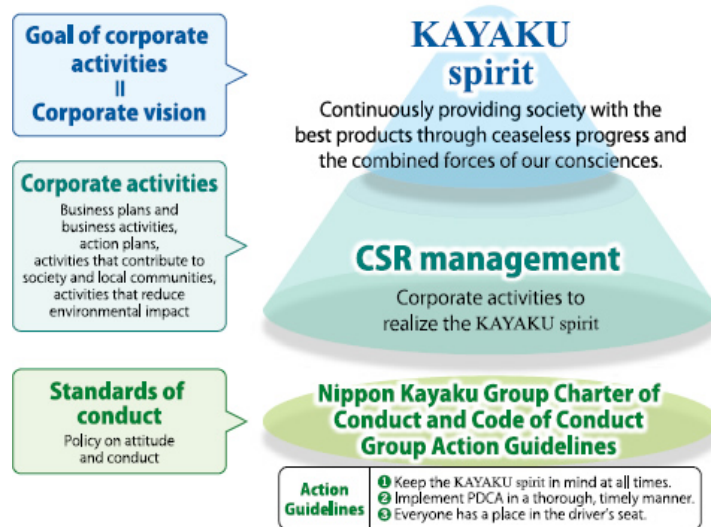 Goal of corporate
activities
=
Corporate vision
KAYAKU
spirit
Continuously providing society with the
best products through ceaseless progress and
the combined forces of our consciences.
Corporate activities
Business plans and
business activities,
action plans,
activities that contribute to
society and local communities,
activities that reduce
environmental impact
CSR management
Corporate activities to
realize the KAYAKU spirit
Standards of
conduct
Policy on attitude
and conduct
Nippon Kayaku Group Charter of
Conduct and Code of Conduct
Group Action Guidelines
Action
Guidelines
❶ Keep the KAYAKU spirit in mind at all times.
❷ Implement PDCA in a thorough, timely manner.
❸ Everyone has a place in the driver's seat.